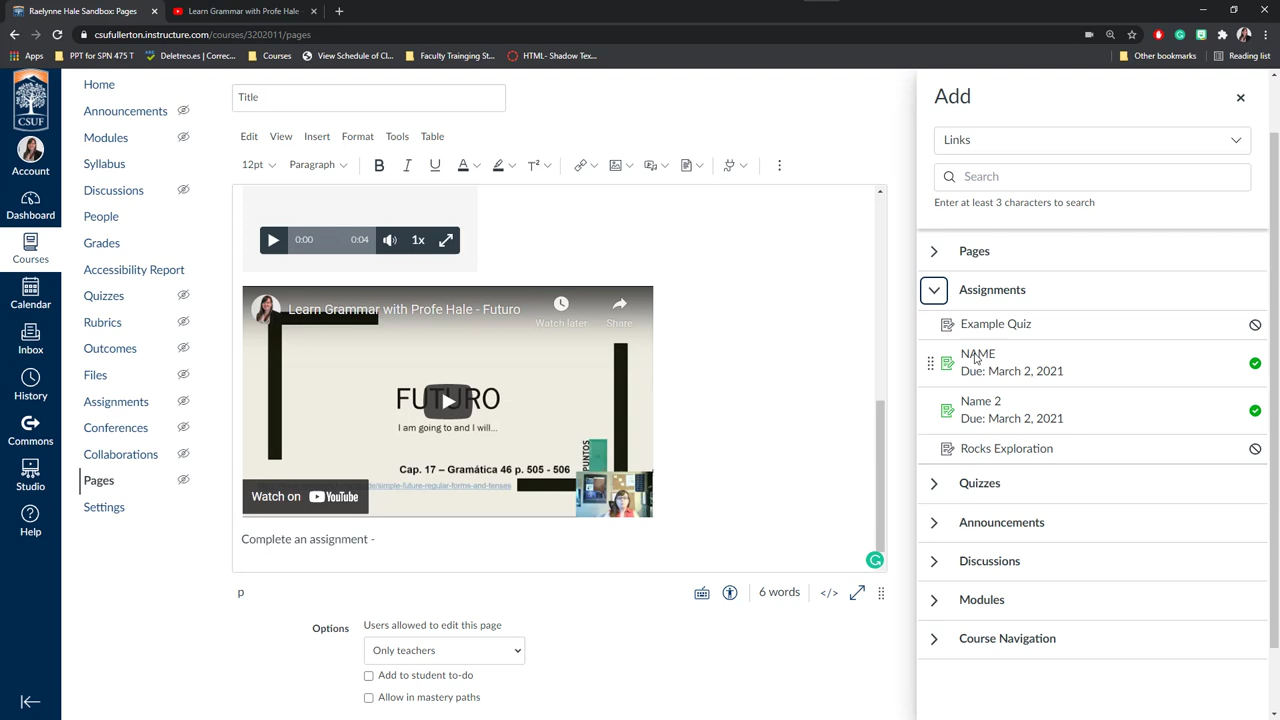 Raelynne Hale Sandbox: Pages
Learn Grammar with Profe Hale
csufullerton.instructure.com/courses/3202011/pages
Apps
PPT for SPN 475 T
Deletreo.es | Correc...
Courses
View Schedule of Cl...
Faculty Trainging St...
HTML- Shadow Tex...
Other bookmarks
Reading list
CSUF
Account
Dashboard
Courses
Calendar
Inbox
History
Commons
Studio
Help
Home
Announcements
Modules
Syllabus
Discussions
People
Grades
Accessibility Report
Quizzes
Rubrics
Outcomes
Files
Assignments
Conferences
Collaborations
Pages
Settings
Title
Edit View Insert Format Tools Table
12pt Paragraph
0:00 0:04 1x
Learn Grammar with Profe Hale - Futuro
Watch later
Share
FUTURO
I am going to and I will...
Cap. 17 – Gramática 46 p. 505 - 506
/simple-future-regular-forms-and-tenses
PUNTOS
Watch on YouTube
Complete an assignment -
p
6 words
</>
Options
Users allowed to edit this page
Only teachers
Add to student to-do
Allow in mastery paths
Add
Links
Search
Enter at least 3 characters to search
Pages
Assignments
Example Quiz
NAME
Due: March 2, 2021
Name 2
Due: March 2, 2021
Rocks Exploration
Quizzes
Announcements
Discussions
Modules
Course Navigation